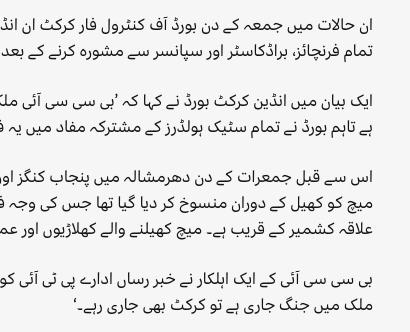 ان حالات میں جمعہ کے دن بورڈ آف کنٹرول فار کرکٹ ان انڈ
تمام فرنچائز، براڈکاسٹر اور سپانسر سے مشورہ کرنے کے بعد
ایک بیان میں انڈین کرکٹ بورڈ نے کہا کہ ’بی سی سی آئی ملک
ہے تاہم بورڈ نے تمام سٹیک ہولڈرز کے مشترکہ مفاد میں یہ ف
اس سے قبل جمعرات کے دن دھرمشالہ میں پنجاب کنگز اور
میچ کو کھیل کے دوران منسوخ کر دیا گیا تھا جس کی وجہ ف
علاقہ کشمیر کے قریب ہے۔ میچ کھیلنے والے کھلاڑیوں اور عم
بی سی سی آئی کے ایک اہلکار نے خبر رساں ادارے پی ٹی آئی کو
ملک میں جنگ جاری ہے تو کرکٹ بھی جاری رہے۔‘